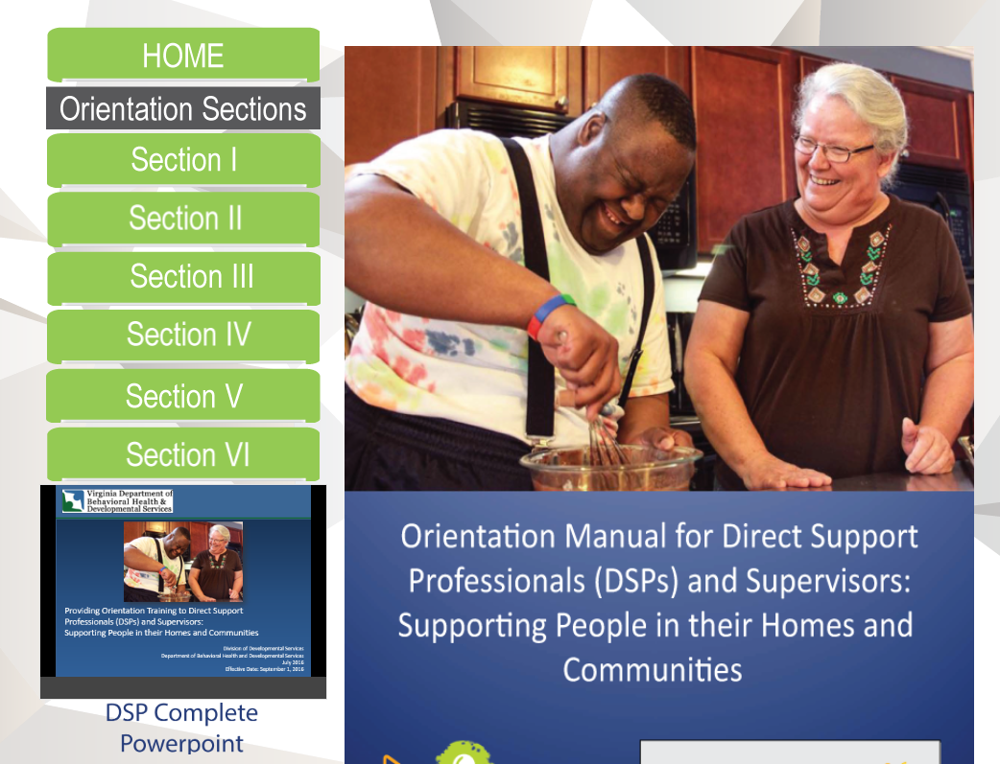 HOME
Orientation Sections
Section I
Section II
Section III
Section IV
Section V
Section VI
Virginia Department of
Behavioral Health &
Developmental Services
Providing Orientation Training to Direct Support
Professionals (DSPs) and Supervisors:
Supporting People in their Homes and Communities
Division of Developmental Services
Department of Behavioral Health and Developmental Services
July 2016
Effective Date: September 1, 2016
DSP Complete
Powerpoint
Orientation Manual for Direct Support
Professionals (DSPs) and Supervisors:
Supporting People in their Homes and
Communities